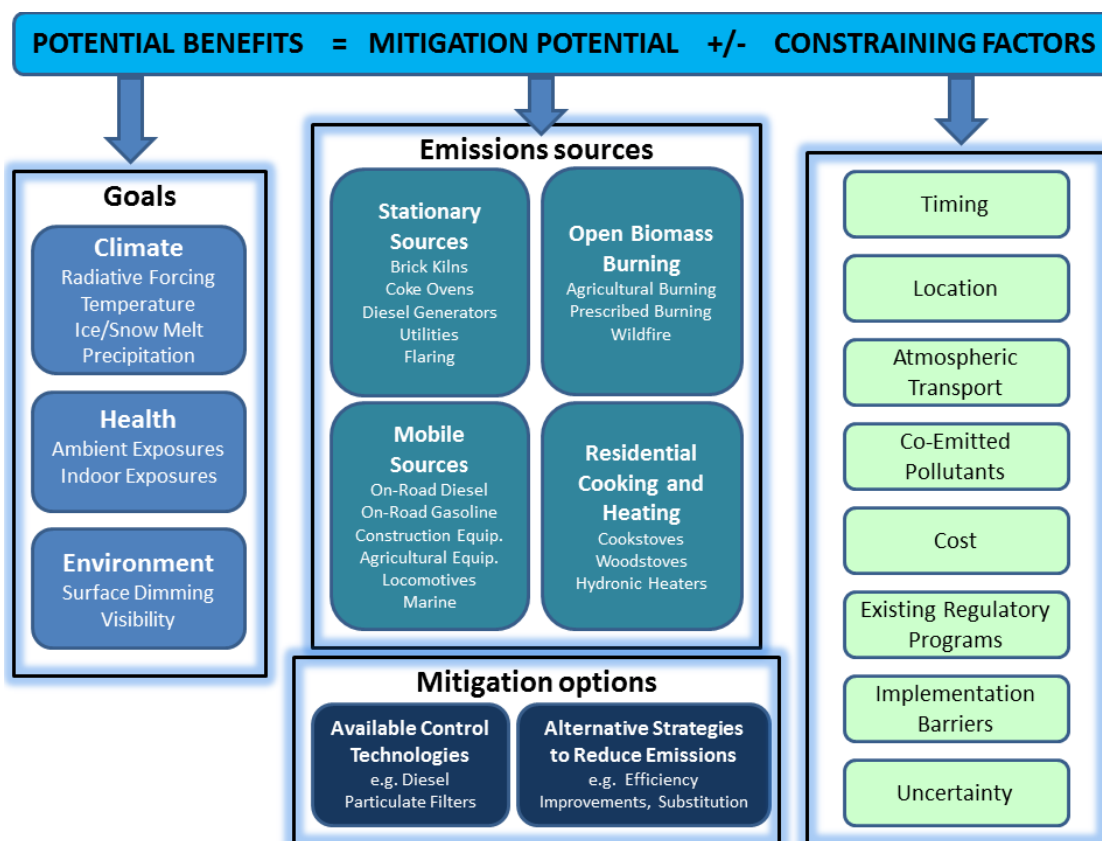 POTENTIAL BENEFITS = MITIGATION POTENTIAL +/- CONSTRAINING FACTORS
Goals
Climate
Radiative Forcing
Temperature
Ice/Snow Melt
Precipitation
Health
Ambient Exposures
Indoor Exposures
Environment
Surface Dimming
Visibility
Emissions sources
Stationary
Sources
Brick Kilns
Coke Ovens
Diesel Generators
Utilities
Flaring
Open Biomass
Burning
Agricultural Burning
Prescribed Burning
Wildfire
Mobile
Sources
On-Road Diesel
On-Road Gasoline
Construction Equip.
Agricultural Equip.
Locomotives
Marine
Residential
Cooking and
Heating
Cookstoves
Woodstoves
Hydronic Heaters
Mitigation options
Available Control
Technologies
e.g. Diesel
Particulate Filters
Alternative Strategies
to Reduce Emissions
e.g. Efficiency
Improvements, Substitution
Timing
Location
Atmospheric
Transport
Co-Emitted
Pollutants
Cost
Existing Regulatory
Programs
Implementation
Barriers
Uncertainty